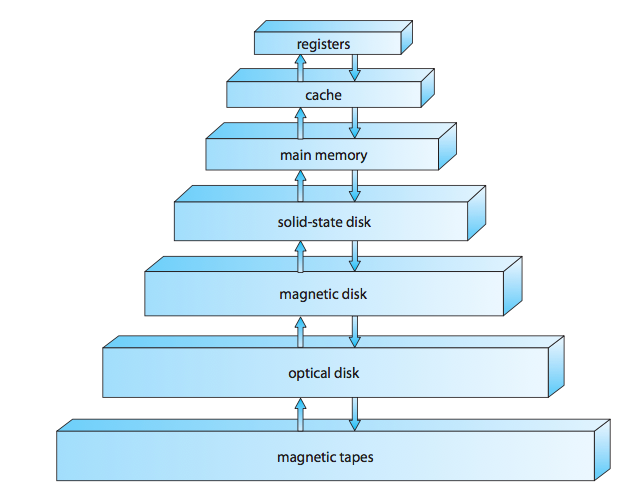 registers
cache
main memory
solid-state disk
magnetic disk
optical disk
magnetic tapes